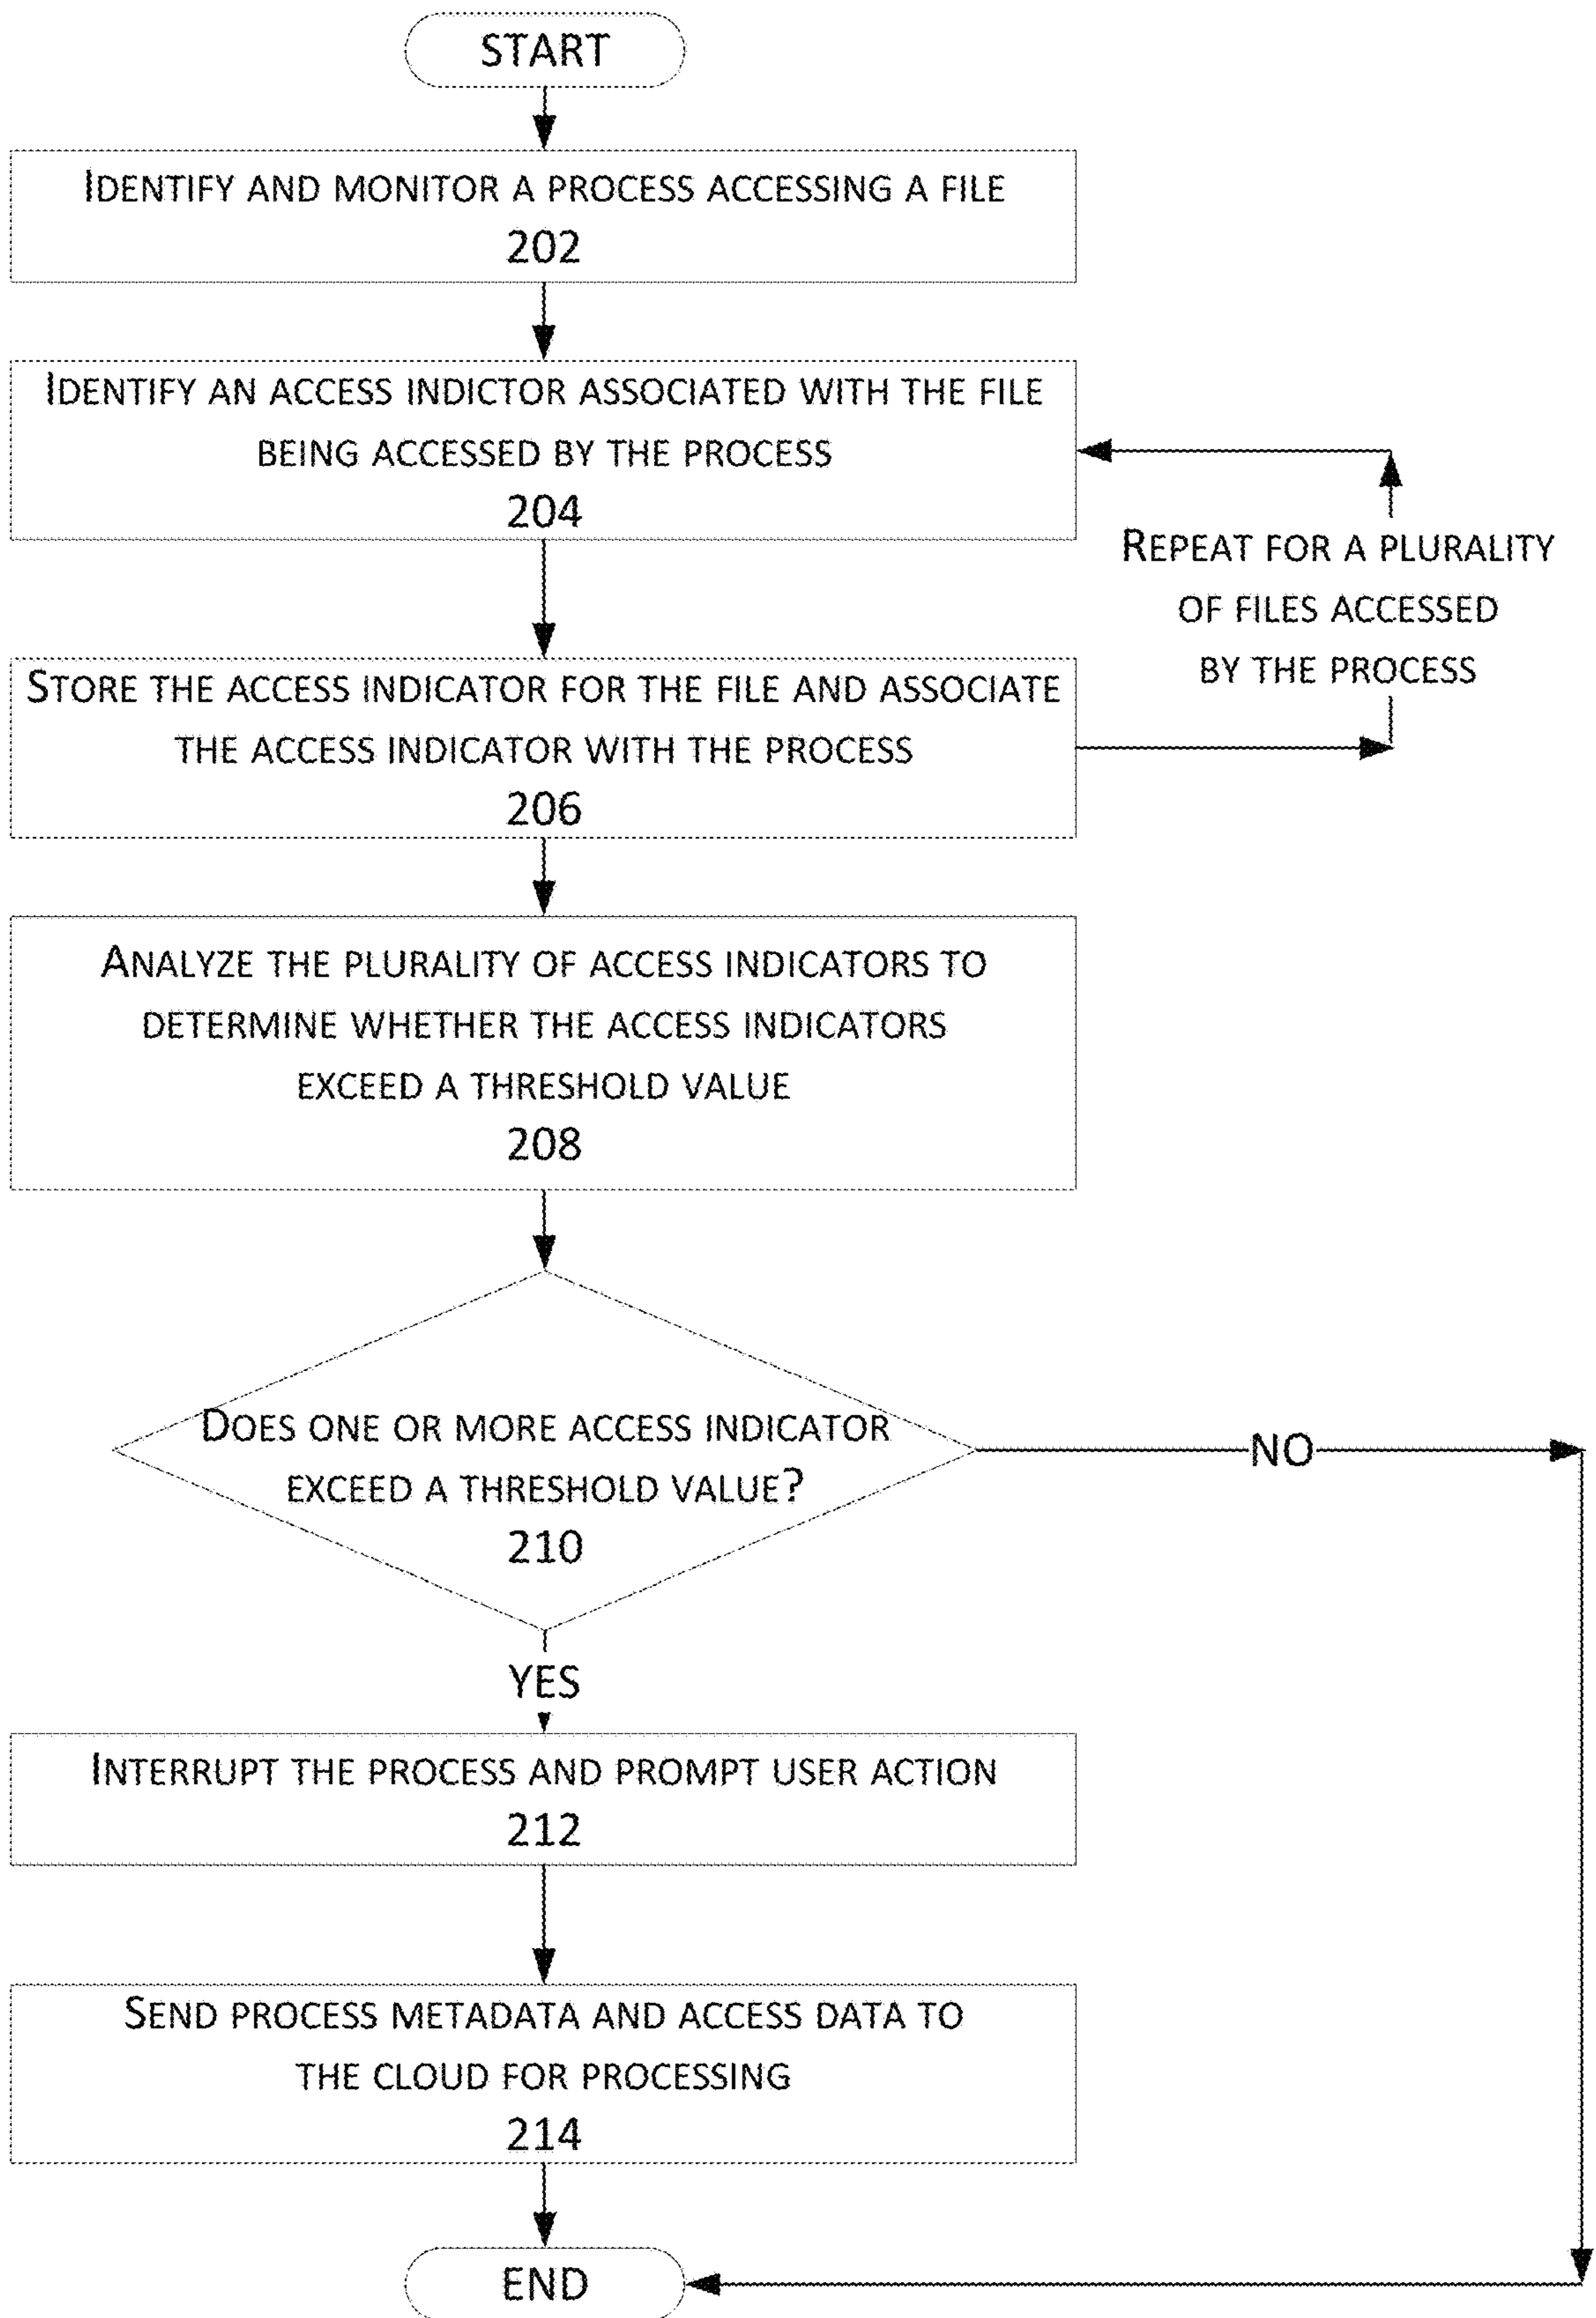 START
IDENTIFY AND MONITOR A PROCESS ACCESSING A FILE
202
IDENTIFY AN ACCESS INDICTOR ASSOCIATED WITH THE FILE
BEING ACCESSED BY THE PROCESS
204
REPEAT FOR A PLURALITY
OF FILES ACCESSED
BY THE PROCESS
STORE THE ACCESS INDICATOR FOR THE FILE AND ASSOCIATE
THE ACCESS INDICATOR WITH THE PROCESS
206
ANALYZE THE PLURALITY OF ACCESS INDICATORS TO
DETERMINE WHETHER THE ACCESS INDICATORS
EXCEED A THRESHOLD VALUE
208
DOES ONE OR MORE ACCESS INDICATOR
EXCEED A THRESHOLD VALUE?
210
NO
YES
INTERRUPT THE PROCESS AND PROMPT USER ACTION
212
SEND PROCESS METADATA AND ACCESS DATA TO
THE CLOUD FOR PROCESSING
214
END